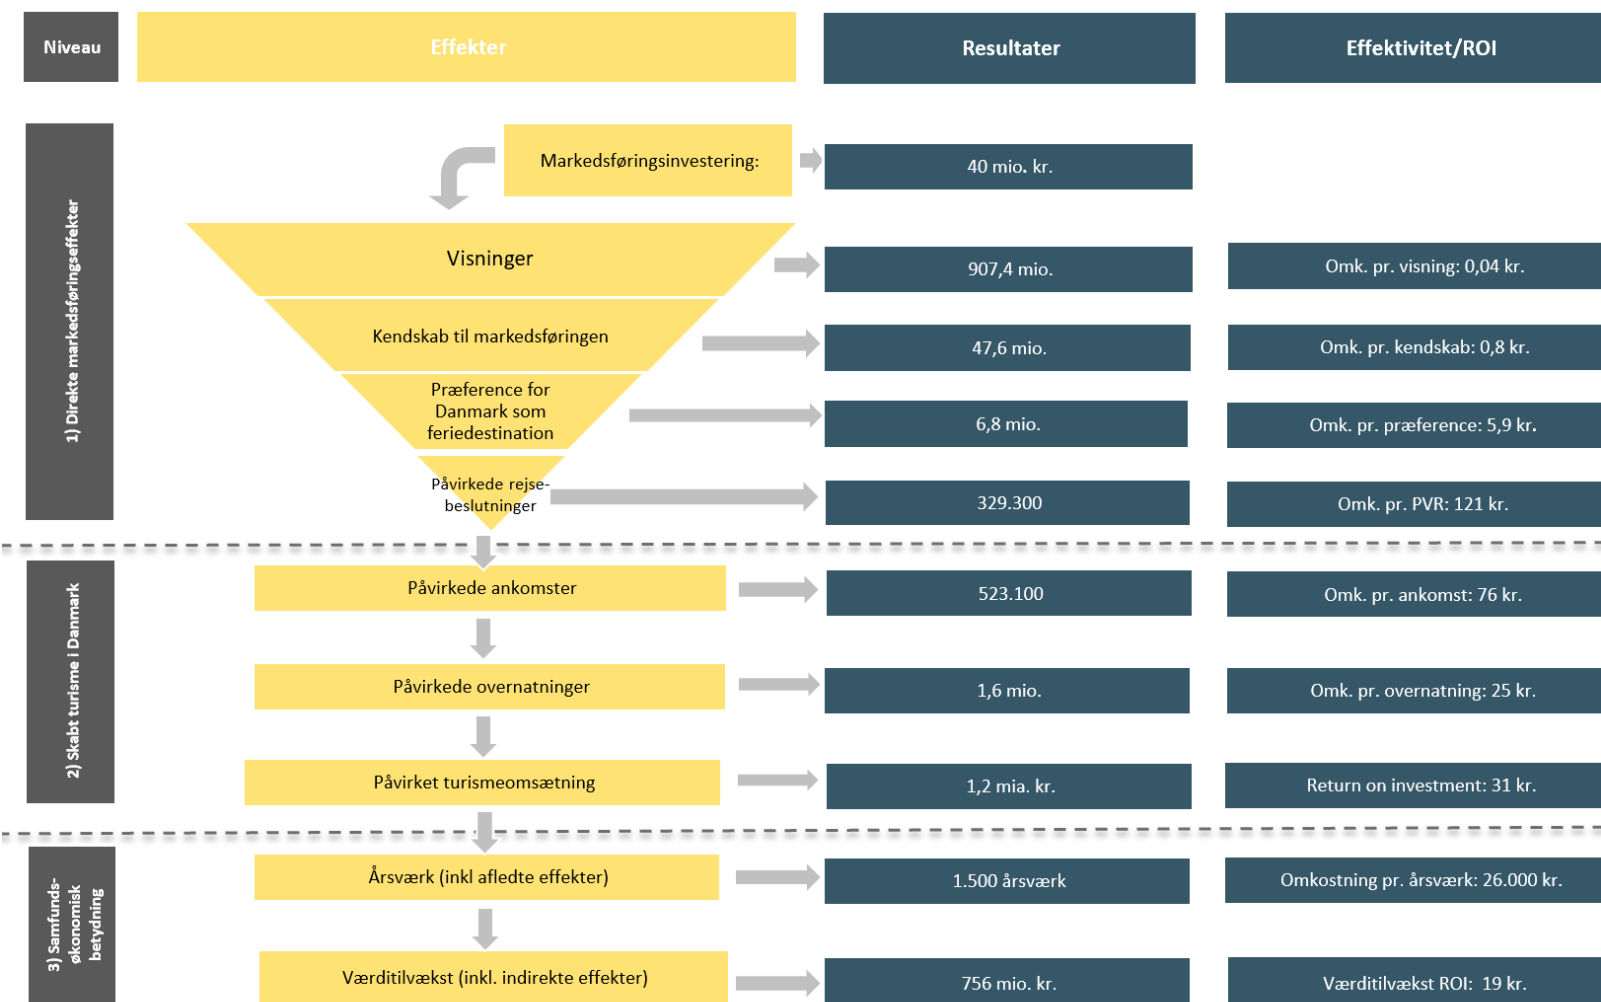 Niveau
Effekter
Resultater
Effektivitet/ROI
1) Direkte markedsføringseffekter
Markedsføringsinvestering:
40 mio. kr.
Visninger
907,4 mio.
Omk. pr. visning: 0,04 kr.
Kendskab til markedsføringen
47,6 mio.
Omk. pr. kendskab: 0,8 kr.
Præference for
Danmark som
feriedestination
6,8 mio.
Omk. pr. præference: 5,9 kr.
Påvirkede rejse-
beslutninger
329.300
Omk. pr. PVR: 121 kr.
2) Skabt turisme i Danmark
Påvirkede ankomster
523.100
Omk. pr. ankomst: 76 kr.
Påvirkede overnatninger
1,6 mio.
Omk. pr. overnatning: 25 kr.
Påvirket turismeomsætning
1,2 mia. kr.
Return on investment: 31 kr.
3) Samfunds-
økonomisk
betydning
Årsværk (inkl afledte effekter)
1.500 årsværk
Omkostning pr. årsværk: 26.000 kr.
Værditilvækst (inkl. indirekte effekter)
756 mio. kr.
Værditilvækst ROI: 19 kr.